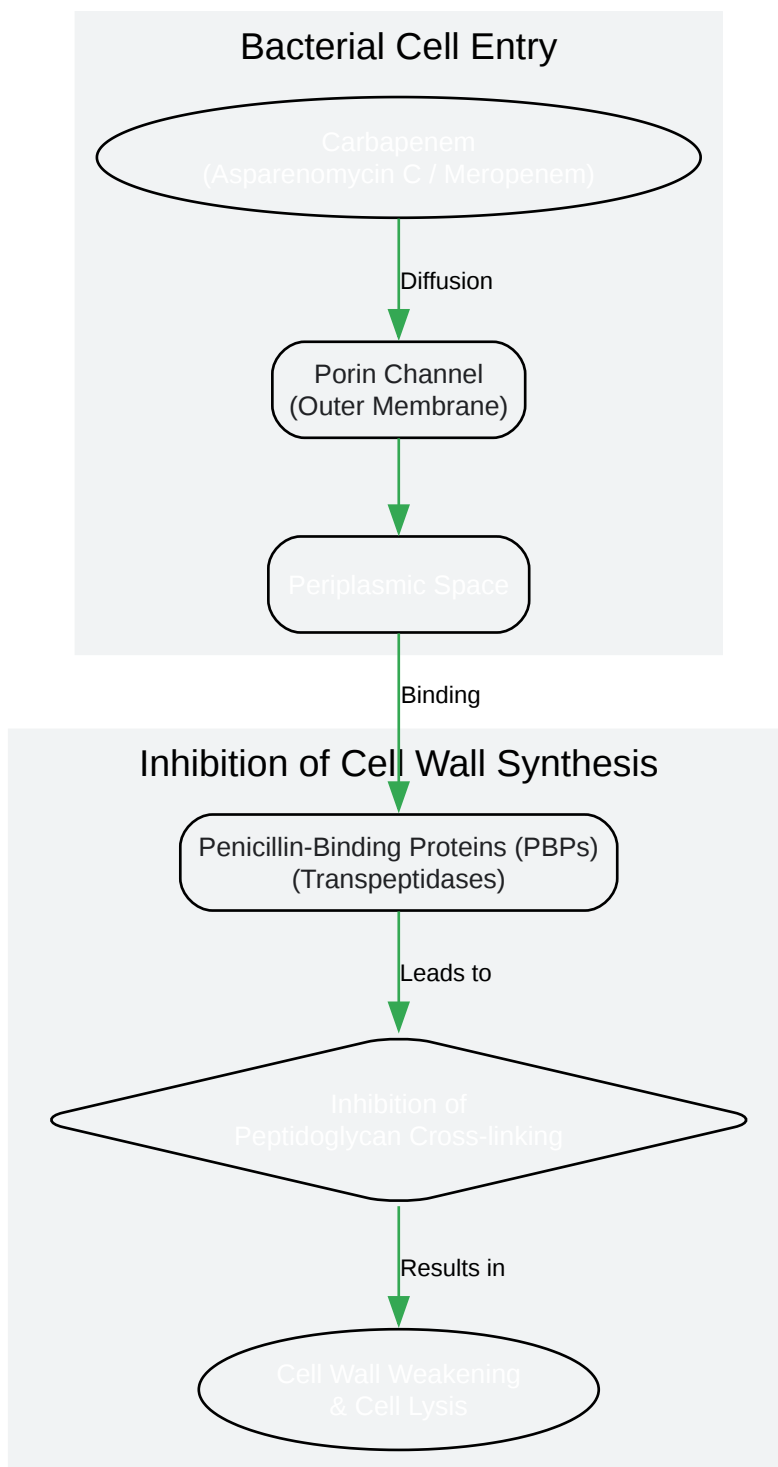 Bacterial Cell Entry
Carbapenem
(Asparenomycin C / Meropenem)
Diffusion
Porin Channel
(Outer Membrane)
Periplasmic Space
Binding
Inhibition of Cell Wall Synthesis
Penicillin-Binding Proteins (PBPs)
(Transpeptidases)
Leads to
Inhibition of
Peptidoglycan Cross-linking
Results in
Cell Wall Weakening
& Cell Lysis